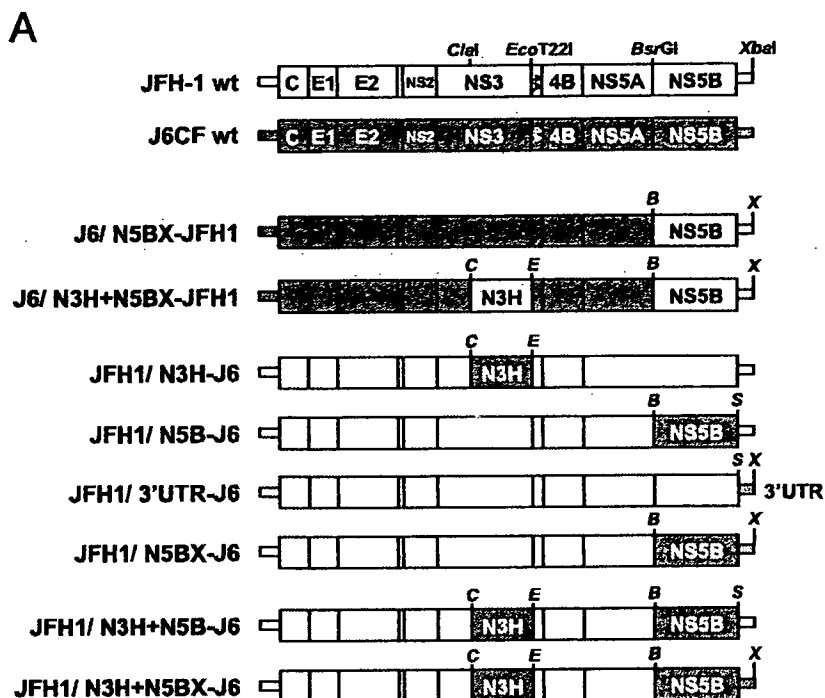 A
ClaI EcoT22I BsrGI XbaI
JFH-1 wt C E1 E2 NS2 NS3 4B NS5A NS5B
J6CF wt C E1 E2 NS2 NS3 4B NS5A NS5B
B X
J6/ N5BX-JFH1 NS5B
C E B X
J6/ N3H+N5BX-JFH1 N3H NS5B
C E
JFH1/ N3H-J6 N3H
B S
JFH1/ N5B-J6 NS5B
S X
JFH1/ 3'UTR-J6 3'UTR
B X
JFH1/ N5BX-J6 NS5B
C E B S
JFH1/ N3H+N5B-J6 N3H NS5B
C E B X
JFH1/ N3H+N5BX-J6 N3H NS5B